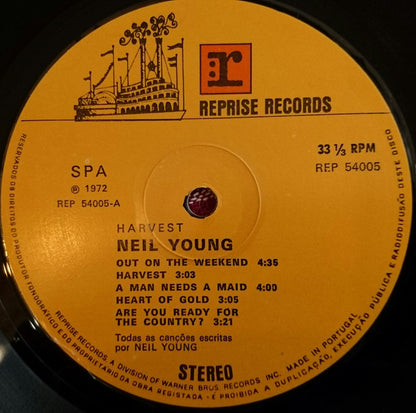 r
REPRISE RECORDS
SPA
℗ 1972
REP 54005-A
33 ⅓ RPM
REP 54005
HARVEST
NEIL YOUNG
OUT ON THE WEEKEND 4:35
HARVEST 3:03
A MAN NEEDS A MAID 4:00
HEART OF GOLD 3:05
ARE YOU READY FOR
THE COUNTRY? 3:21
Todas as canções escritas
por NEIL YOUNG
STEREO
RESERVADOS OS DIREITOS DO PRODUTOR FONOGRÁFICO E DO PROPRIETÁRIO DA OBRA REGISTADA - É PROIBIDA A DUPLICAÇÃO, EXECUÇÃO PÚBLICA E RADIODIFUSÃO DESTE DISCO
REPRISE RECORDS, A DIVISION OF WARNER BROS. RECORDS INC. MADE IN PORTUGAL